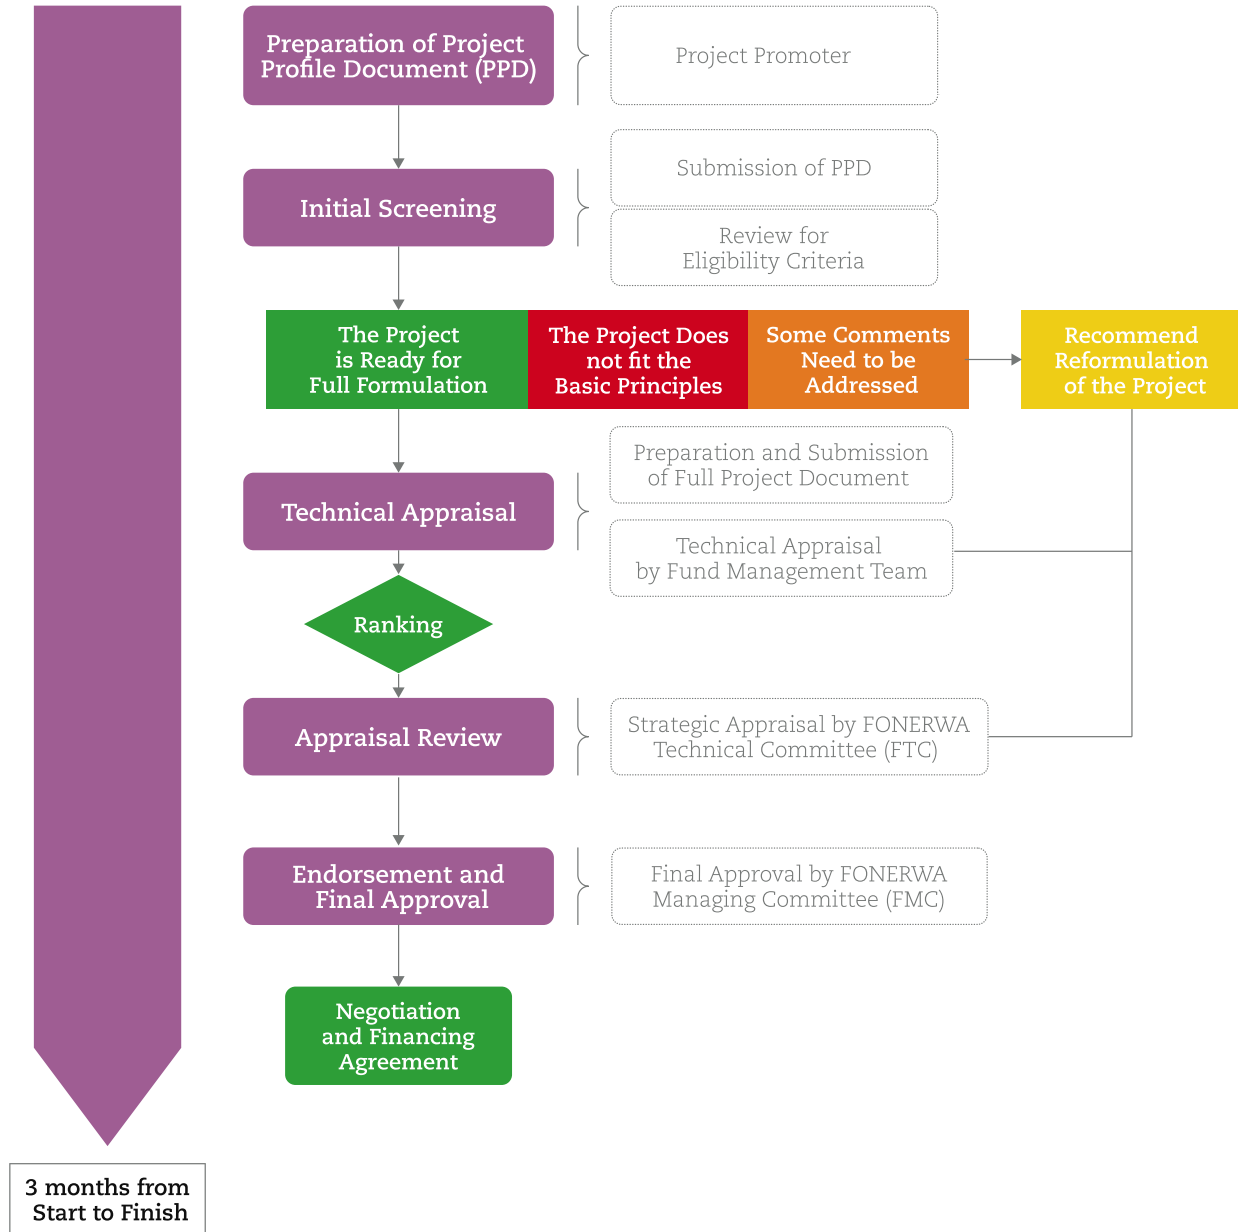 Preparation of Project
Profile Document (PPD)
Project Promoter
Submission of PPD
Initial Screening
Review for
Eligibility Criteria
The Project
is Ready for
Full Formulation
The Project Does
not fit the
Basic Principles
Some Comments
Need to be
Addressed
Recommend
Reformulation
of the Project
Preparation and Submission
of Full Project Document
Technical Appraisal
Technical Appraisal
by Fund Management Team
Ranking
Appraisal Review
Strategic Appraisal by FONERWA
Technical Committee (FTC)
Endorsement and
Final Approval
Final Approval by FONERWA
Managing Committee (FMC)
Negotiation
and Financing
Agreement
3 months from
Start to Finish